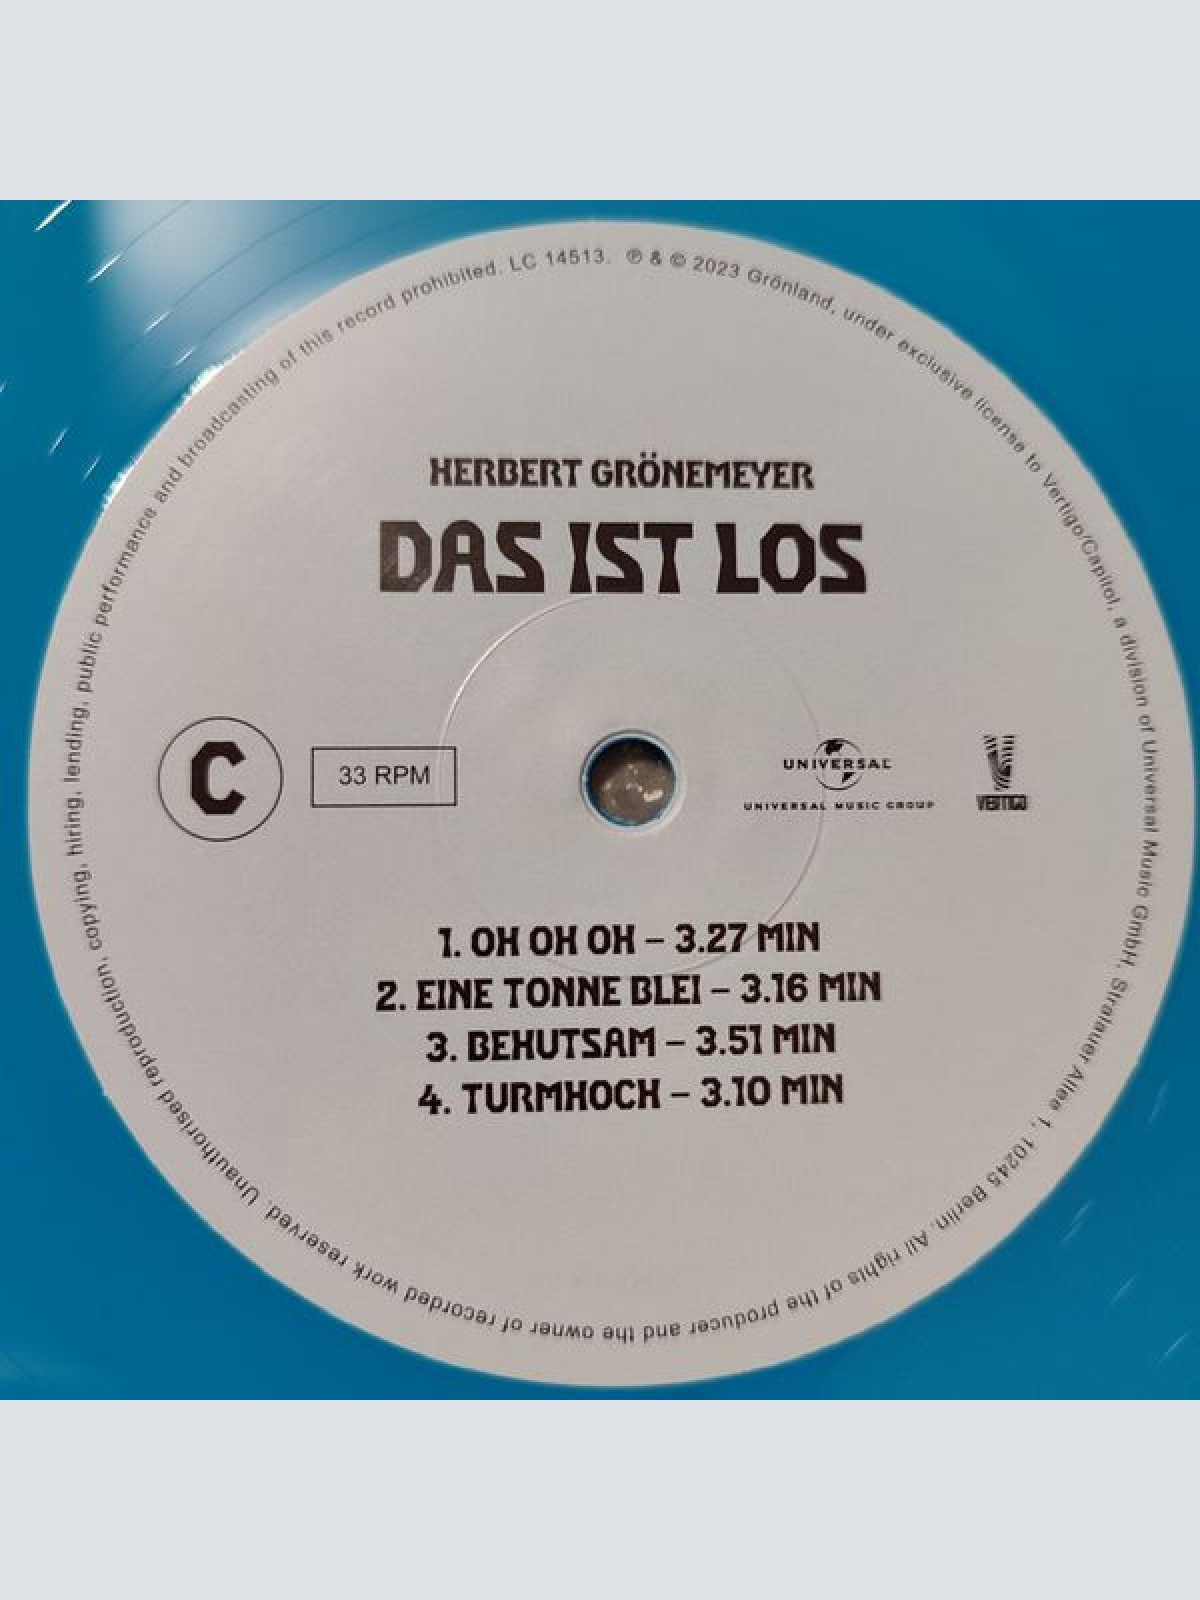 HERBERT GRÖNEMEYER
DAS IST LOS
C
33 RPM
UNIVERSAL
UNIVERSAL MUSIC GROUP
VERTIGO
1. OH OH OH – 3.27 MIN
2. EINE TONNE BLEI – 3.16 MIN
3. BEHUTSAM – 3.51 MIN
4. TURMHOCH – 3.10 MIN
℗ & © 2023 Grönland, under exclusive license to Vertigo/Capitol, a division of Universal Music GmbH, Stralauer Allee 1, 10245 Berlin. All rights of the producer and the owner of recorded work reserved. Unauthorised reproduction, copying, hiring, lending, public performance and broadcasting of this record prohibited. LC 14513.